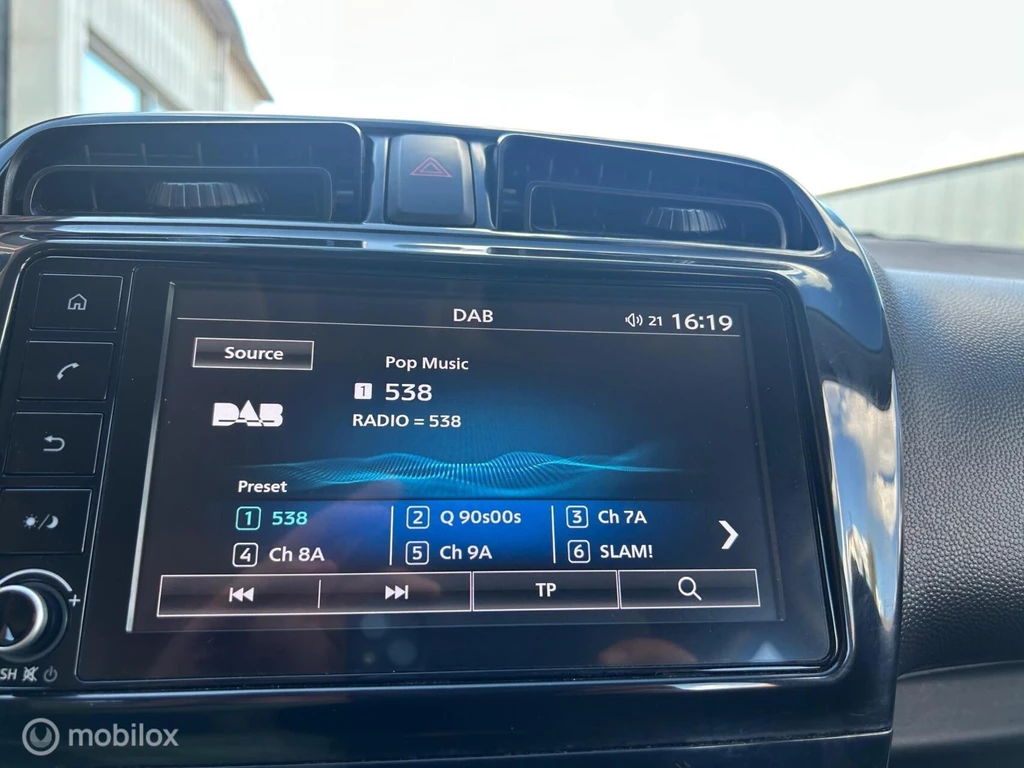 DAB
21 16:19
Source
Pop Music
1 538
DAB
RADIO = 538
Preset
1 538 2 Q 90s00s 3 Ch 7A
4 Ch 8A 5 Ch 9A 6 SLAM!
TP
mobilox